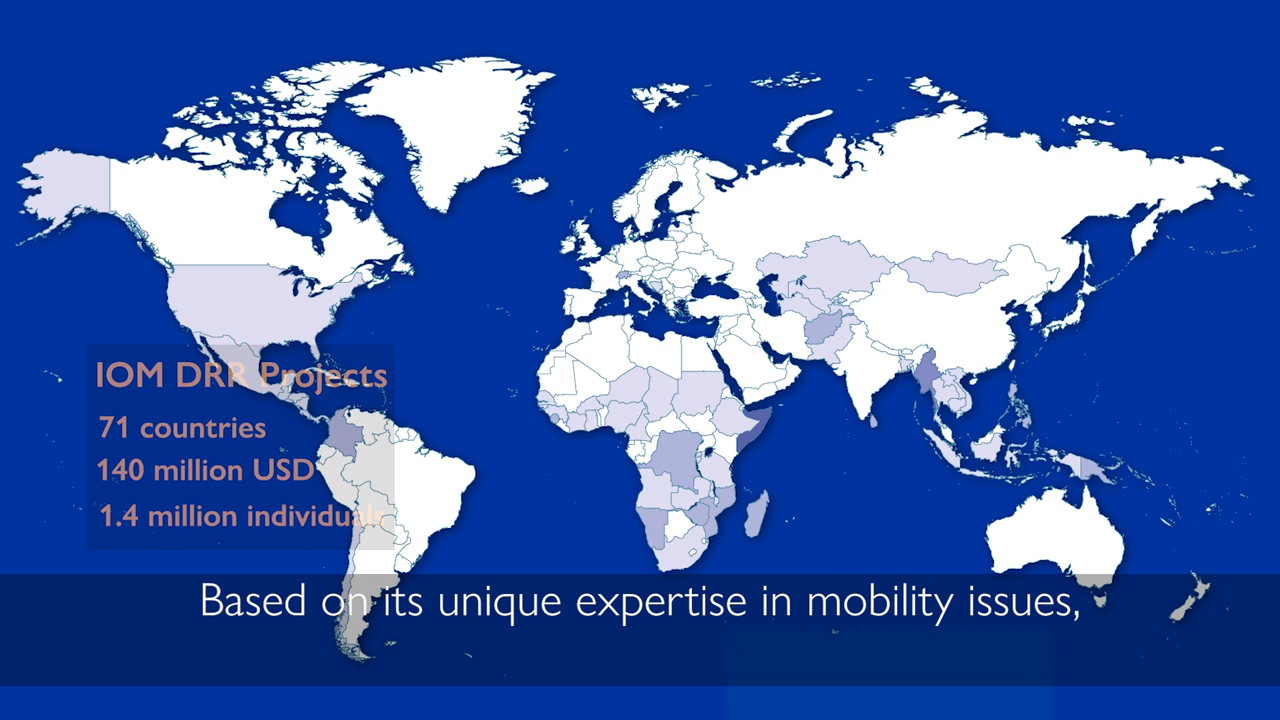 IOM DRR Projects
71 countries
140 million USD
1.4 million individuals
Based on its unique expertise in mobility issues,